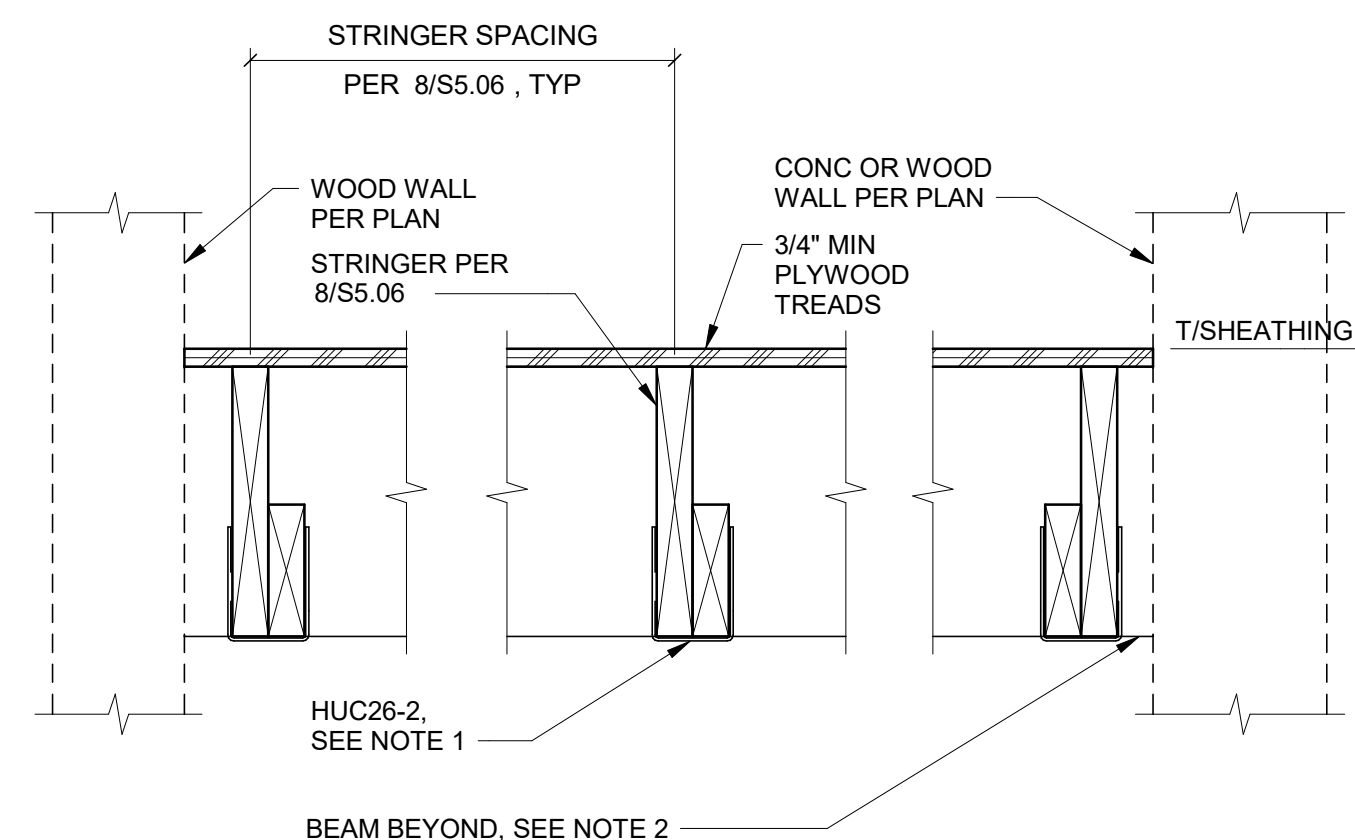 STRINGER SPACING
PER 8/S5.06 , TYP
WOOD WALL
PER PLAN
CONC OR WOOD
WALL PER PLAN
STRINGER PER
8/S5.06
3/4" MIN
PLYWOOD
TREADS
T/SHEATHING
HUC26-2,
SEE NOTE 1
BEAM BEYOND, SEE NOTE 2